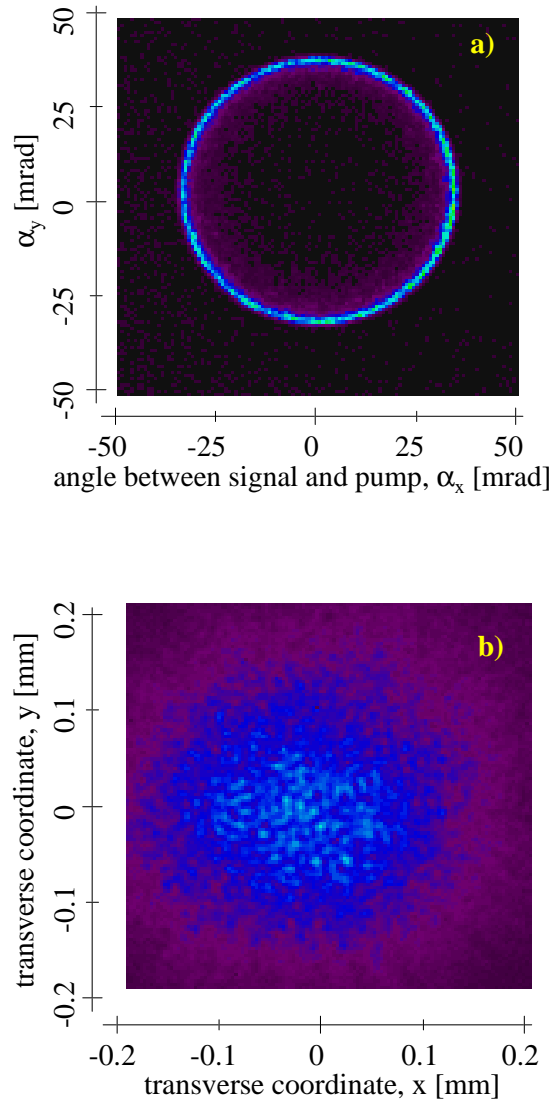 a)
50
25
0
-25
-50
αy [mrad]
-50 -25 0 25 50
angle between signal and pump, αx [mrad]
b)
0.2
0.1
0
-0.1
-0.2
transverse coordinate, y [mm]
-0.2 -0.1 0 0.1 0.2
transverse coordinate, x [mm]